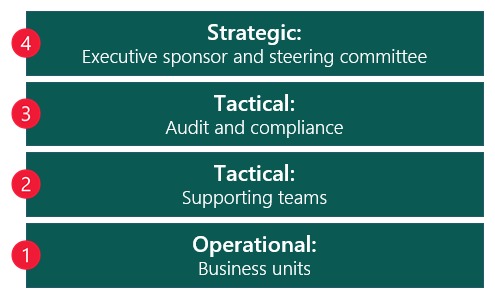 4
Strategic:
Executive sponsor and steering committee
3
Tactical:
Audit and compliance
2
Tactical:
Supporting teams
1
Operational:
Business units